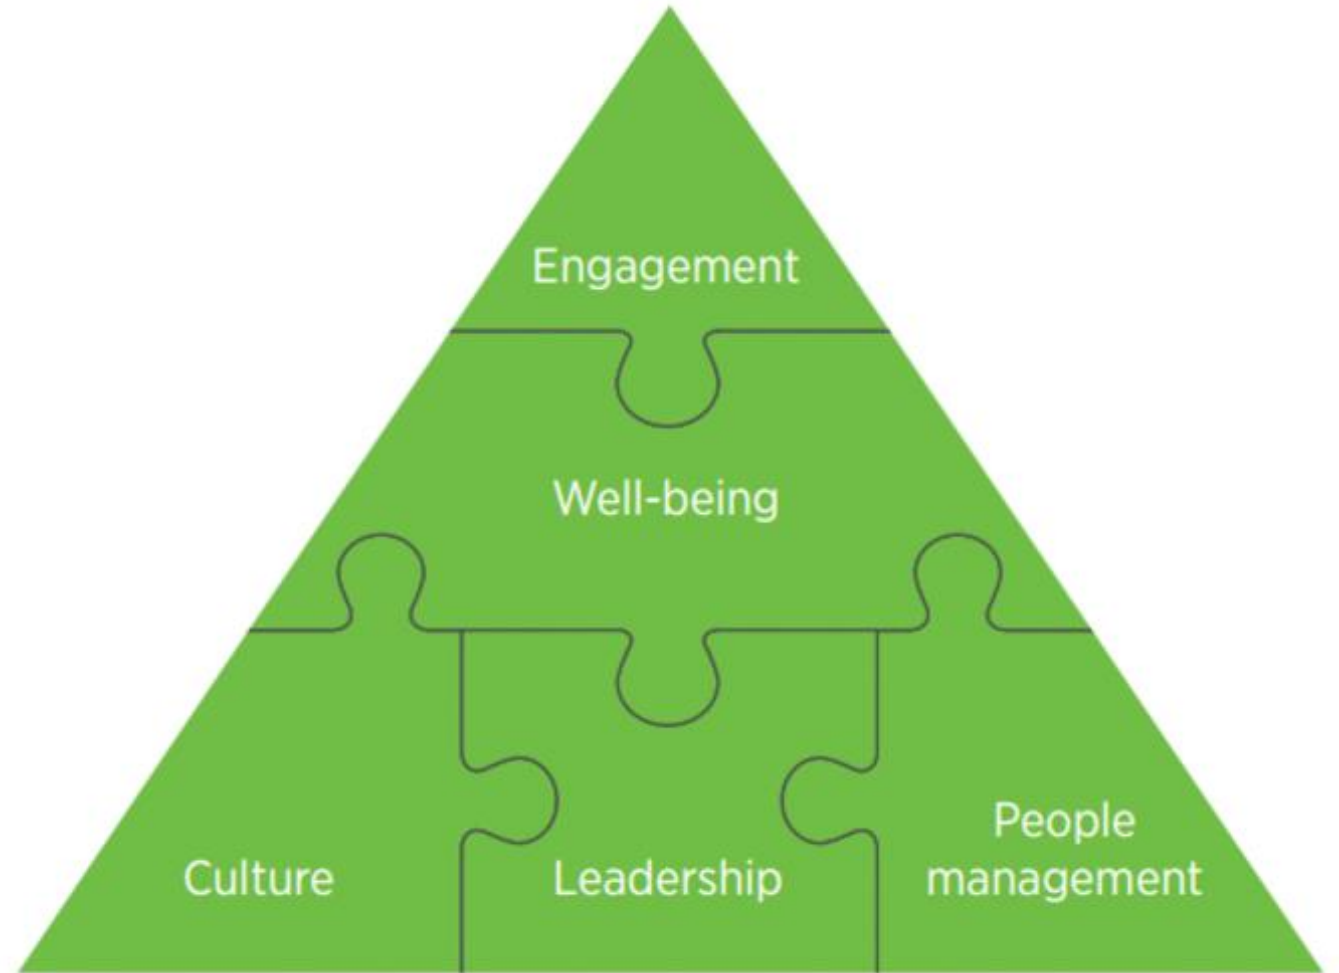 Engagement
Well-being
Culture
Leadership
People
management